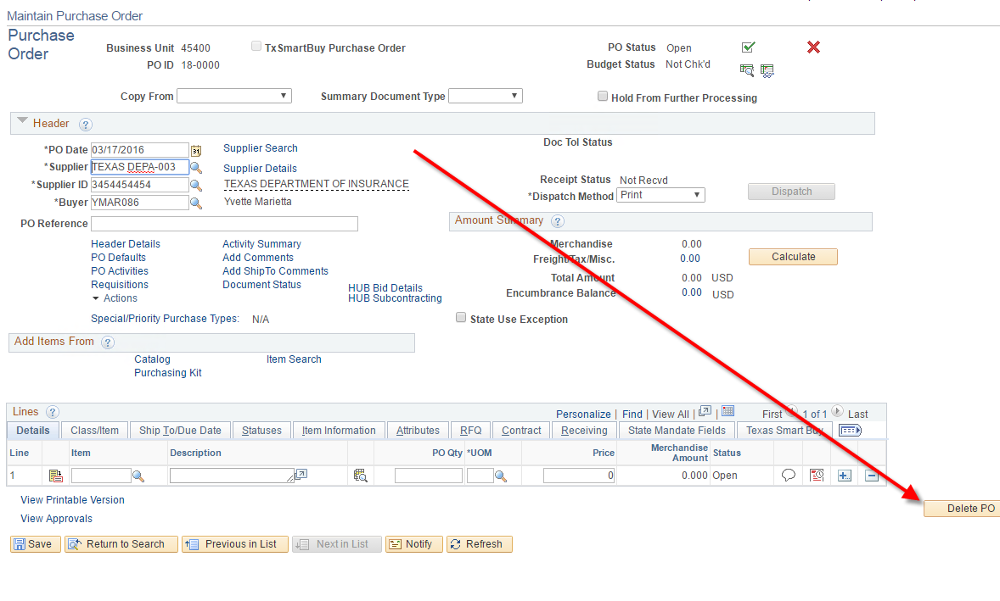 Maintain Purchase Order
Purchase Order
Business Unit 45400
TxSmartBuy Purchase Order
PO ID 18-0000
PO Status Open
Budget Status Not Chk'd
Copy From
Summary Document Type
Hold From Further Processing
Header
*PO Date 03/17/2016
Supplier Search
*Supplier TEXAS DEPA-003
Supplier Details
*Supplier ID 3454454454
TEXAS DEPARTMENT OF INSURANCE
*Buyer YMAR086
Yvette Marietta
PO Reference
Doc Tol Status
Receipt Status Not Recvd
*Dispatch Method Print
Dispatch
Amount Summary
Merchandise 0.00
Freight/Tax/Misc. 0.00
Calculate
Total Amount 0.00 USD
Encumbrance Balance 0.00 USD
State Use Exception
Header Details
Activity Summary
PO Defaults
Add Comments
PO Activities
Add ShipTo Comments
Requisitions
Document Status
HUB Bid Details
Actions
HUB Subcontracting
Special/Priority Purchase Types: N/A
Add Items From
Catalog
Item Search
Purchasing Kit
Lines
Personalize | Find | View All | | First 1 of 1 Last
Details Class/Item Ship To/Due Date Statuses Item Information Attributes RFQ Contract Receiving State Mandate Fields Texas Smart Buy
Line Item Description PO Qty *UOM Price Merchandise Amount Status
1 0 0.000 Open
View Printable Version
Delete PO
View Approvals
Save Return to Search Previous in List Next in List Notify Refresh